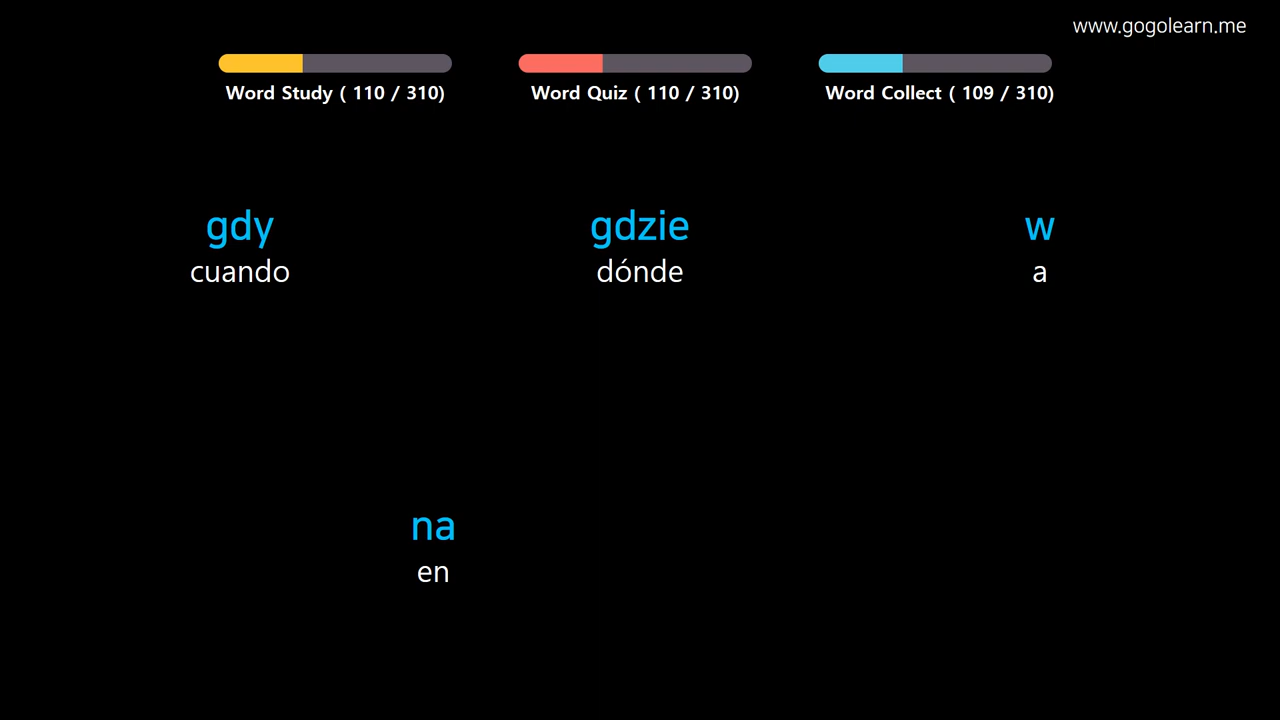 www.gogolearn.me
Word Study ( 110 / 310)
Word Quiz ( 110 / 310)
Word Collect ( 109 / 310)
gdy
cuando
gdzie
dónde
w
a
na
en